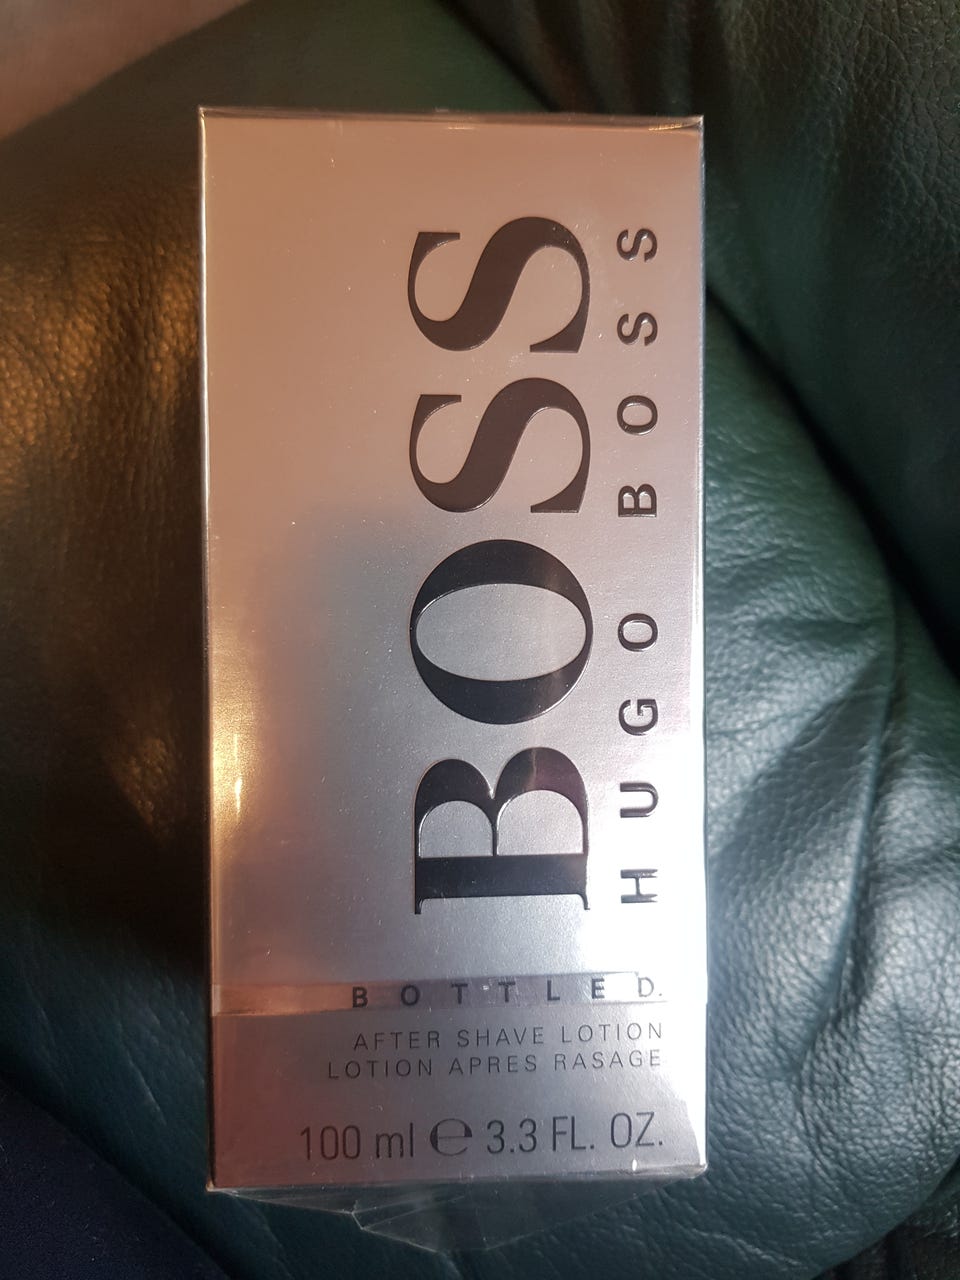 BOSS
HUGO BOSS
BOTTLED.
AFTER SHAVE LOTION
LOTION APRES RASAGE
100 ml ℮ 3.3 FL. OZ.